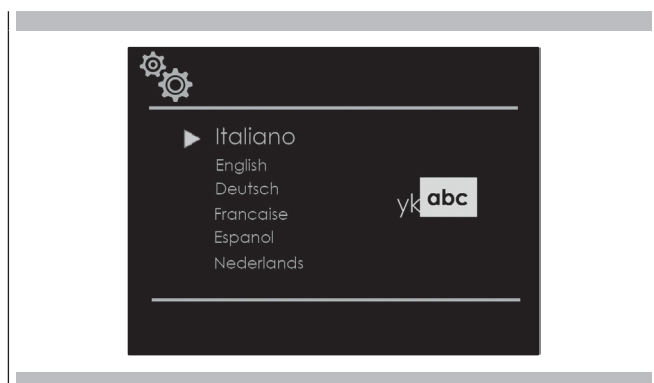 Italiano
English
Deutsch
Francaise
Espanol
Nederlands
yk abc